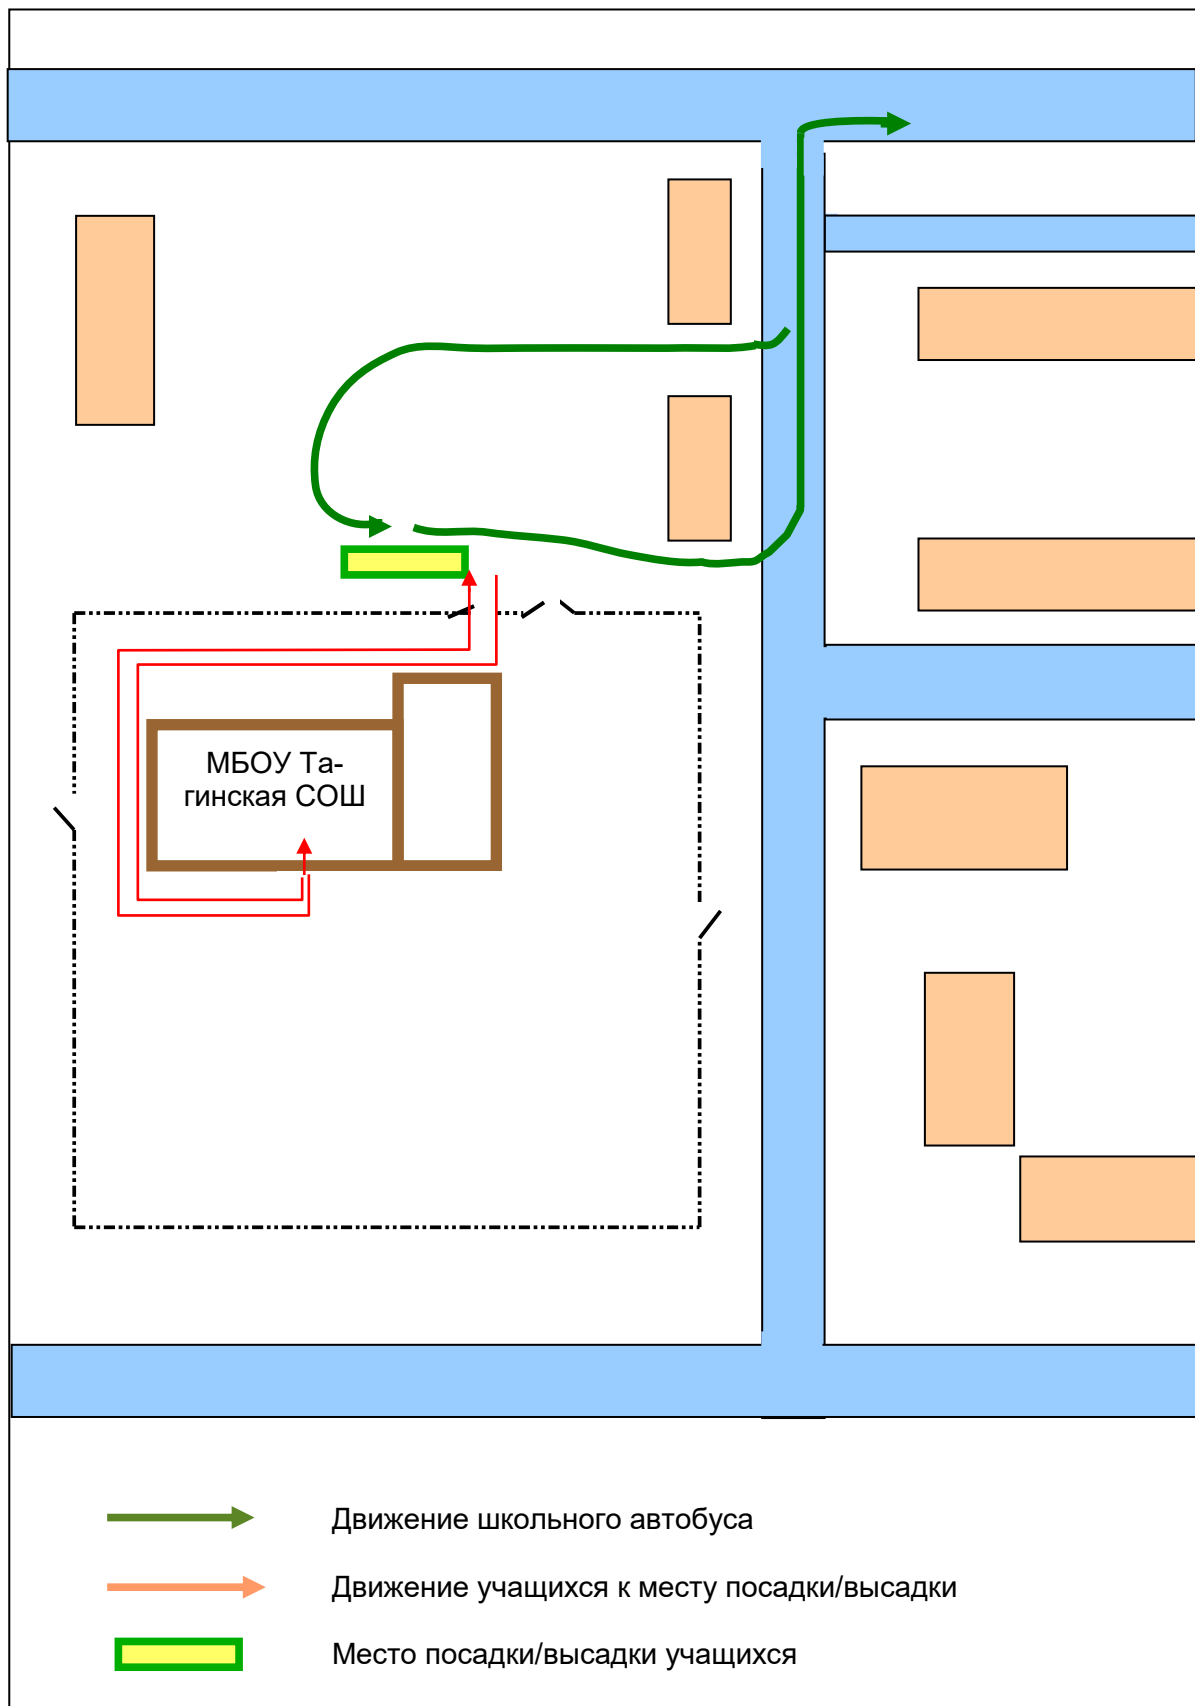 МБОУ Та-
гинская СОШ
Движение школьного автобуса
Движение учащихся к месту посадки/высадки
Место посадки/высадки учащихся